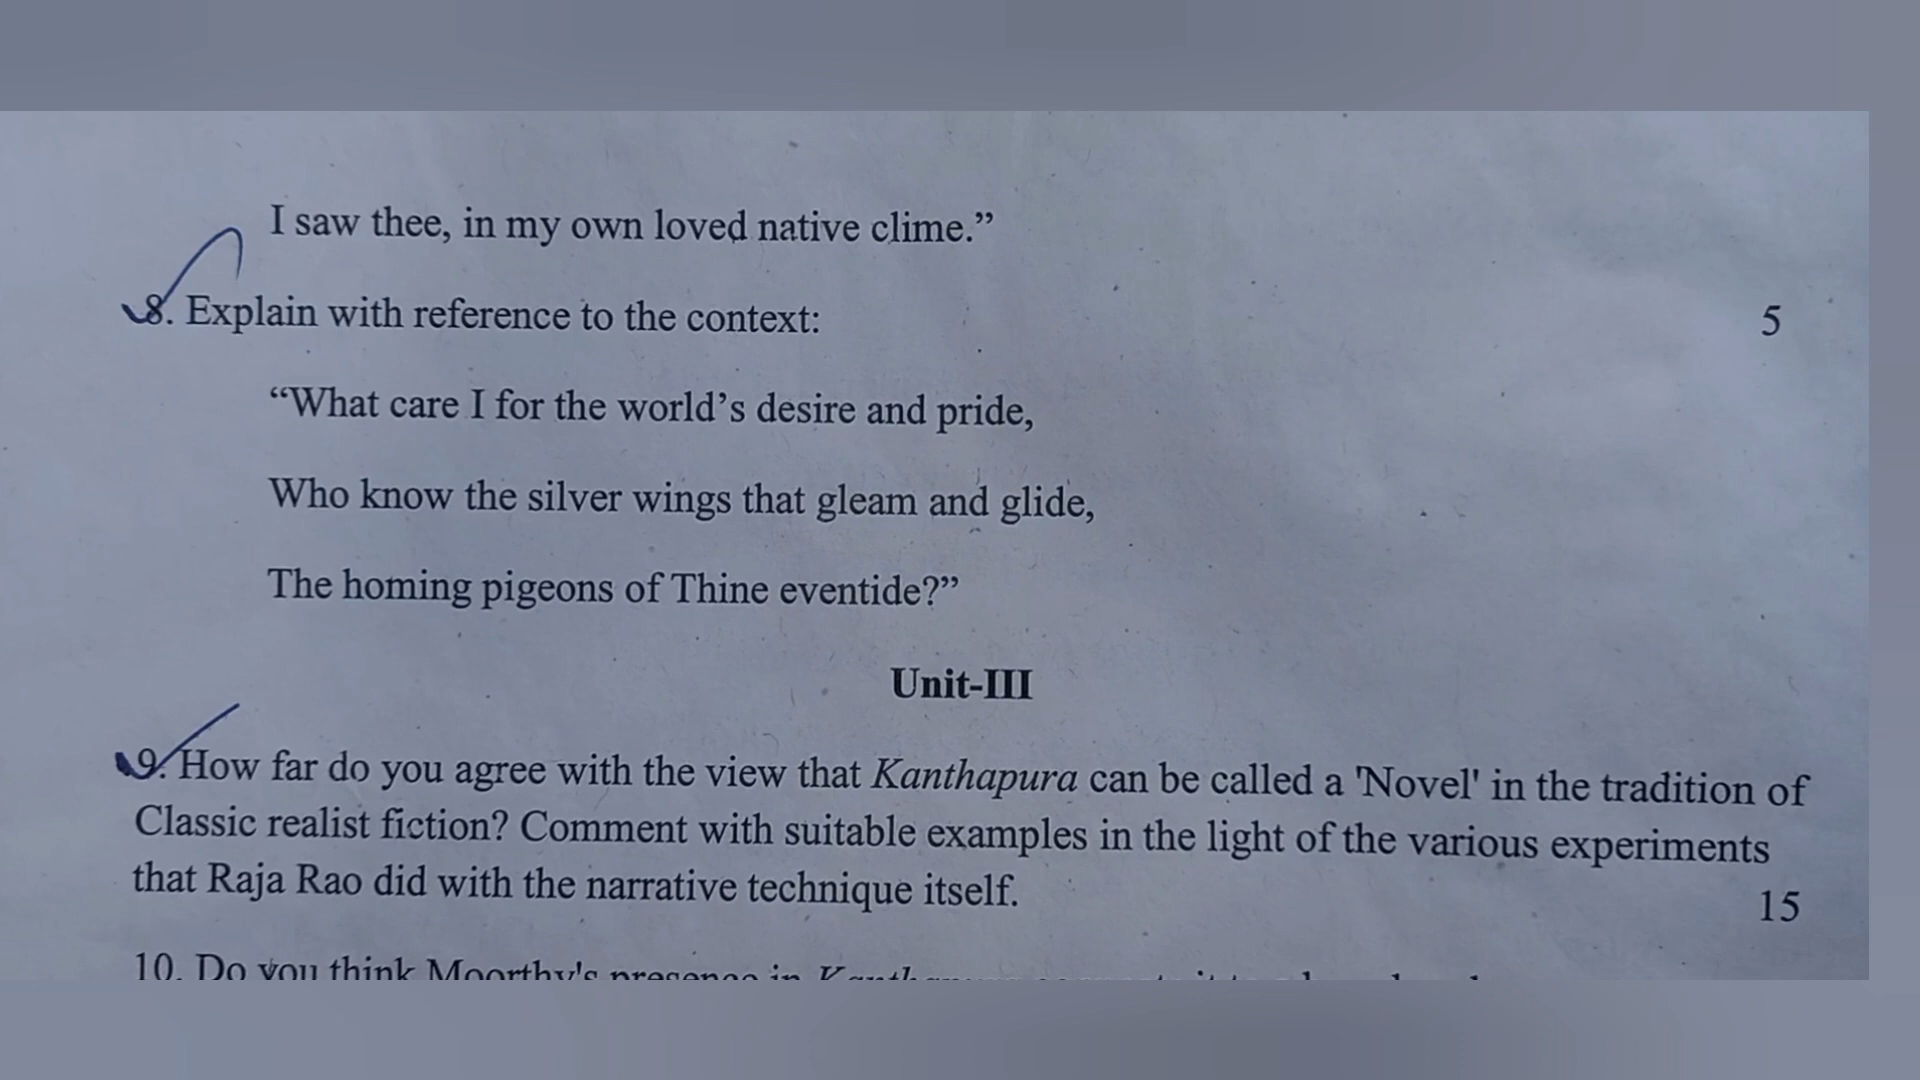 I saw thee, in my own loved native clime.”
8. Explain with reference to the context: 5
“What care I for the world’s desire and pride,
Who know the silver wings that gleam and glide,
The homing pigeons of Thine eventide?”
Unit-III
9. How far do you agree with the view that Kanthapura can be called a 'Novel' in the tradition of
Classic realist fiction? Comment with suitable examples in the light of the various experiments
that Raja Rao did with the narrative technique itself. 15
10. Do you think Moorthy's presence in